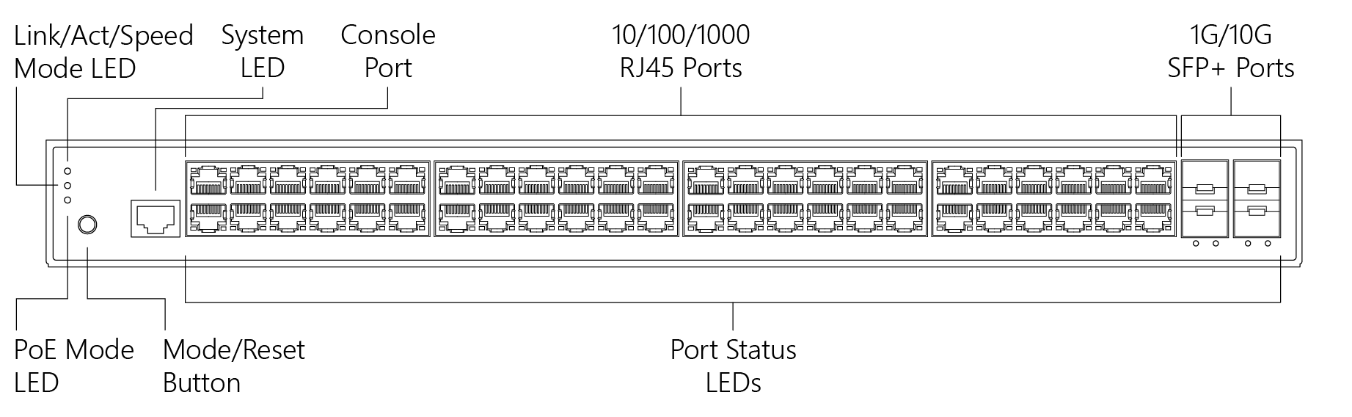 Link/Act/Speed
Mode LED
System
LED
Console
Port
10/100/1000
RJ45 Ports
1G/10G
SFP+ Ports
PoE Mode
LED
Mode/Reset
Button
Port Status
LEDs